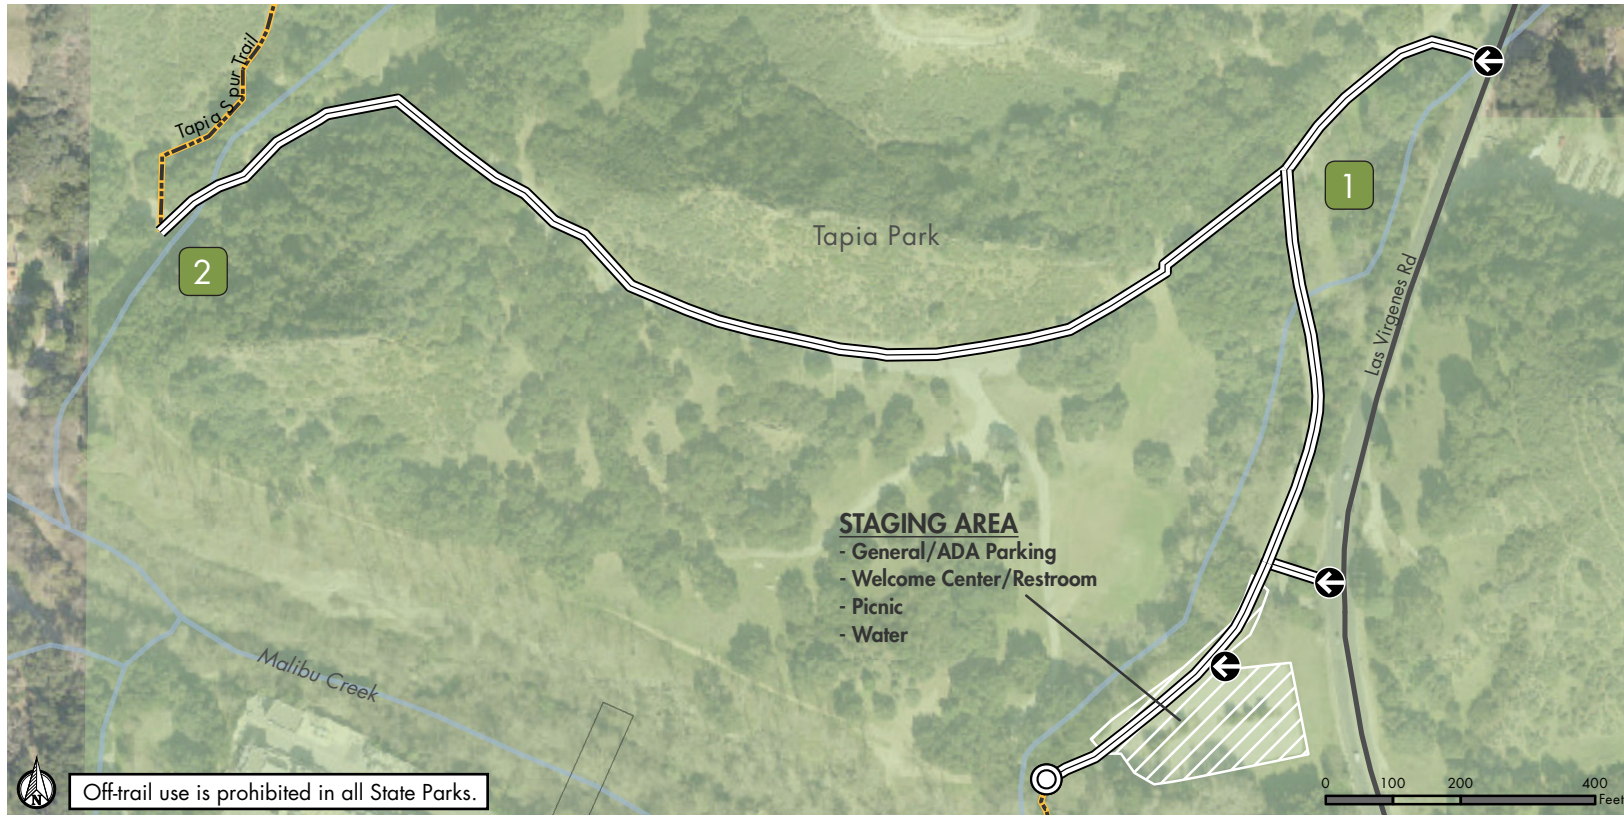 Tapia Spur Trail
1
Tapia Park
2
Las Virgenes Rd
STAGING AREA
- General/ADA Parking
- Welcome Center/Restroom
- Picnic
- Water
Malibu Creek
N
Off-trail use is prohibited in all State Parks.
0 100 200 400
Feet